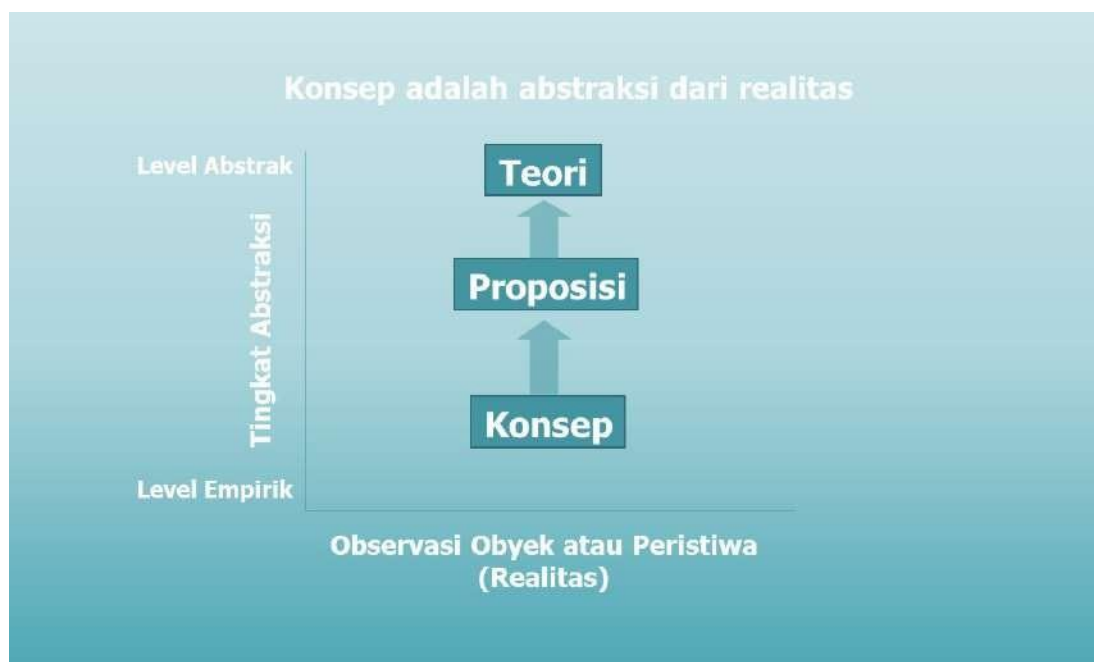 Konsep adalah abstraksi dari realitas
Level Abstrak
Teori
Tingkat Abstraksi
Proposisi
Konsep
Level Empirik
Observasi Obyek atau Peristiwa
(Realitas)